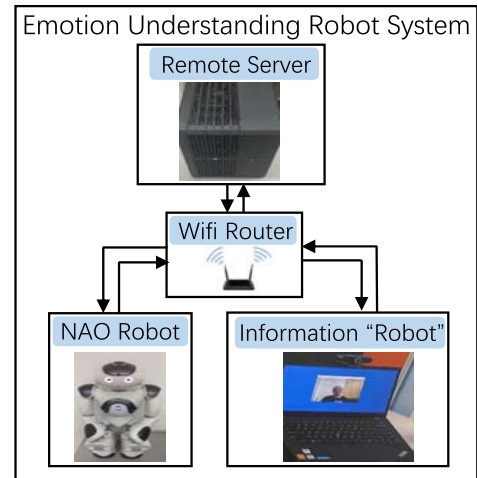 Emotion Understanding Robot System
Remote Server
Wifi Router
NAO Robot
Information “Robot”